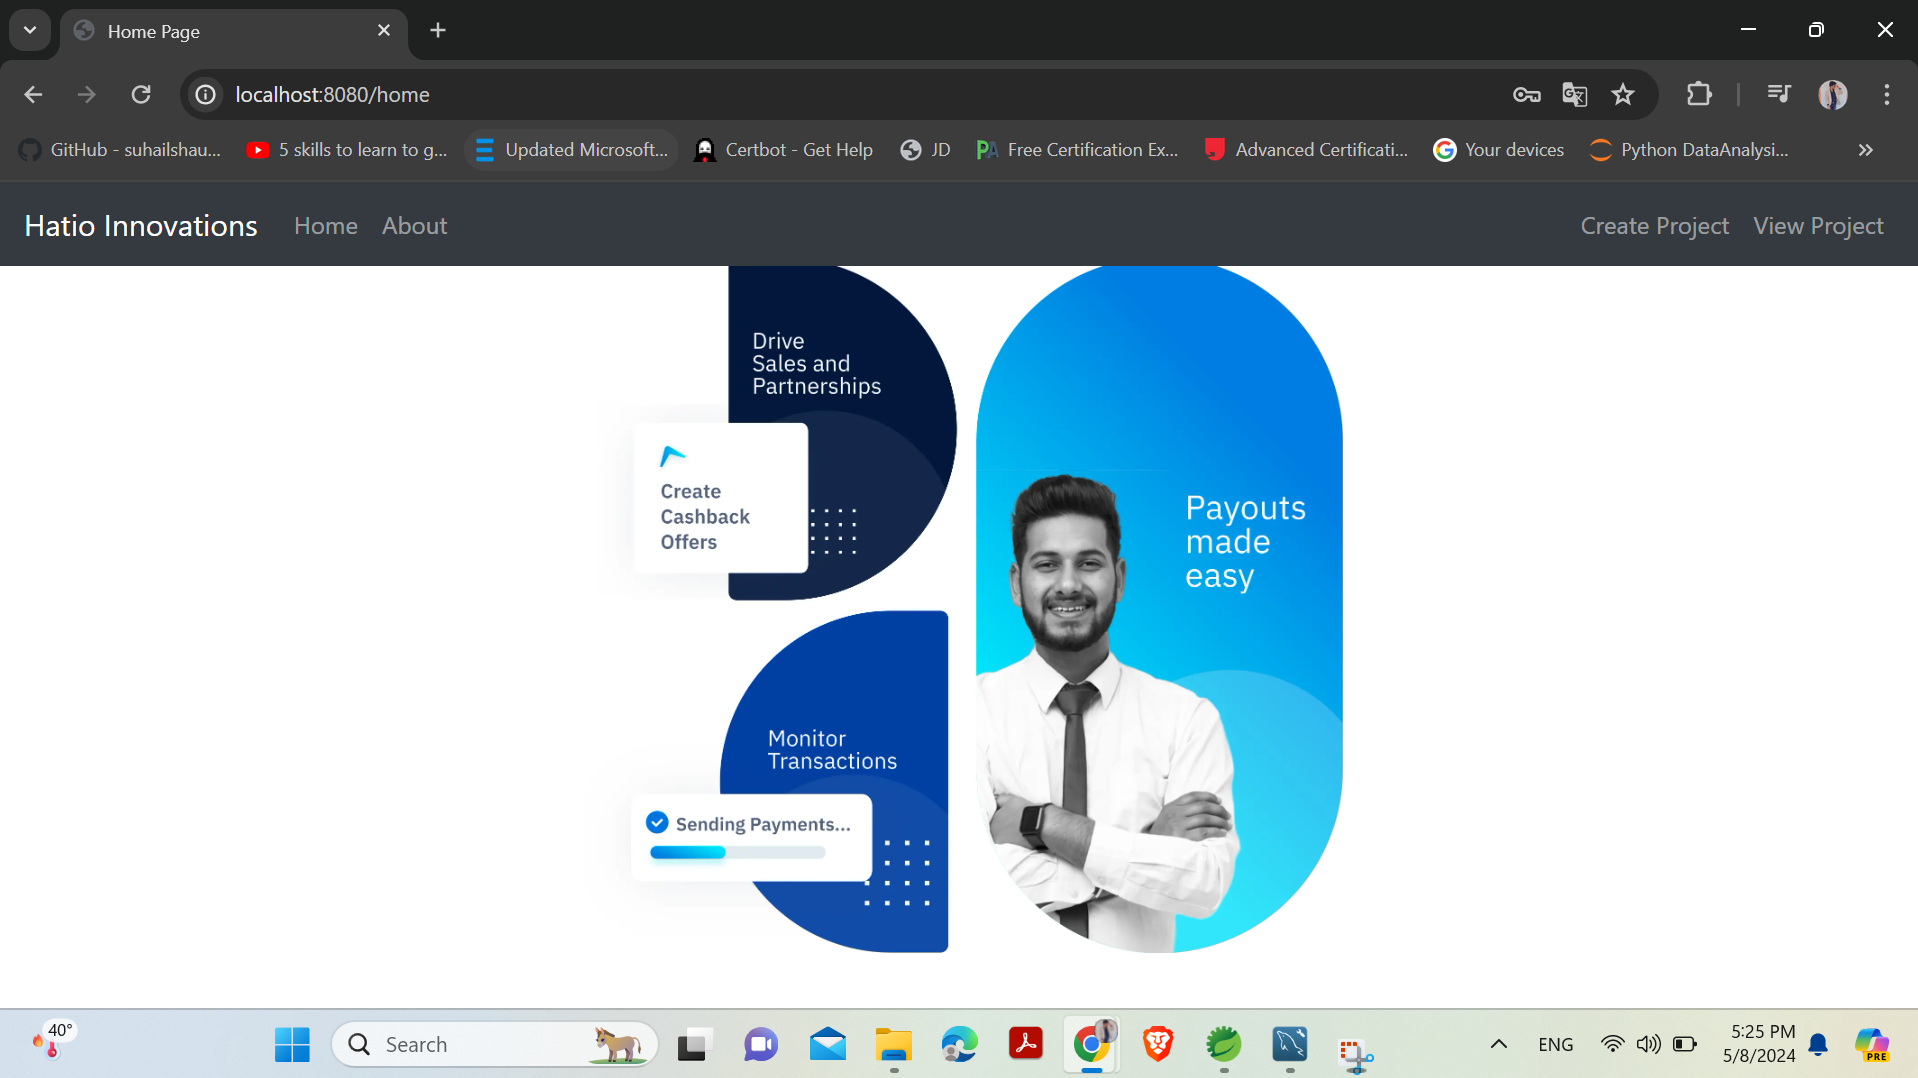 Home Page
localhost:8080/home
GitHub - suhailshau...
5 skills to learn to g...
Updated Microsoft...
Certbot - Get Help
JD
PA
Free Certification Ex...
Advanced Certificati...
Your devices
Python DataAnalysi...
Hatio Innovations
Home
About
Create Project
View Project
Drive
Sales and
Partnerships
Create
Cashback
Offers
Payouts
made
easy
Monitor
Transactions
Sending Payments...
40°
Search
ENG
5:25 PM
5/8/2024
PRE